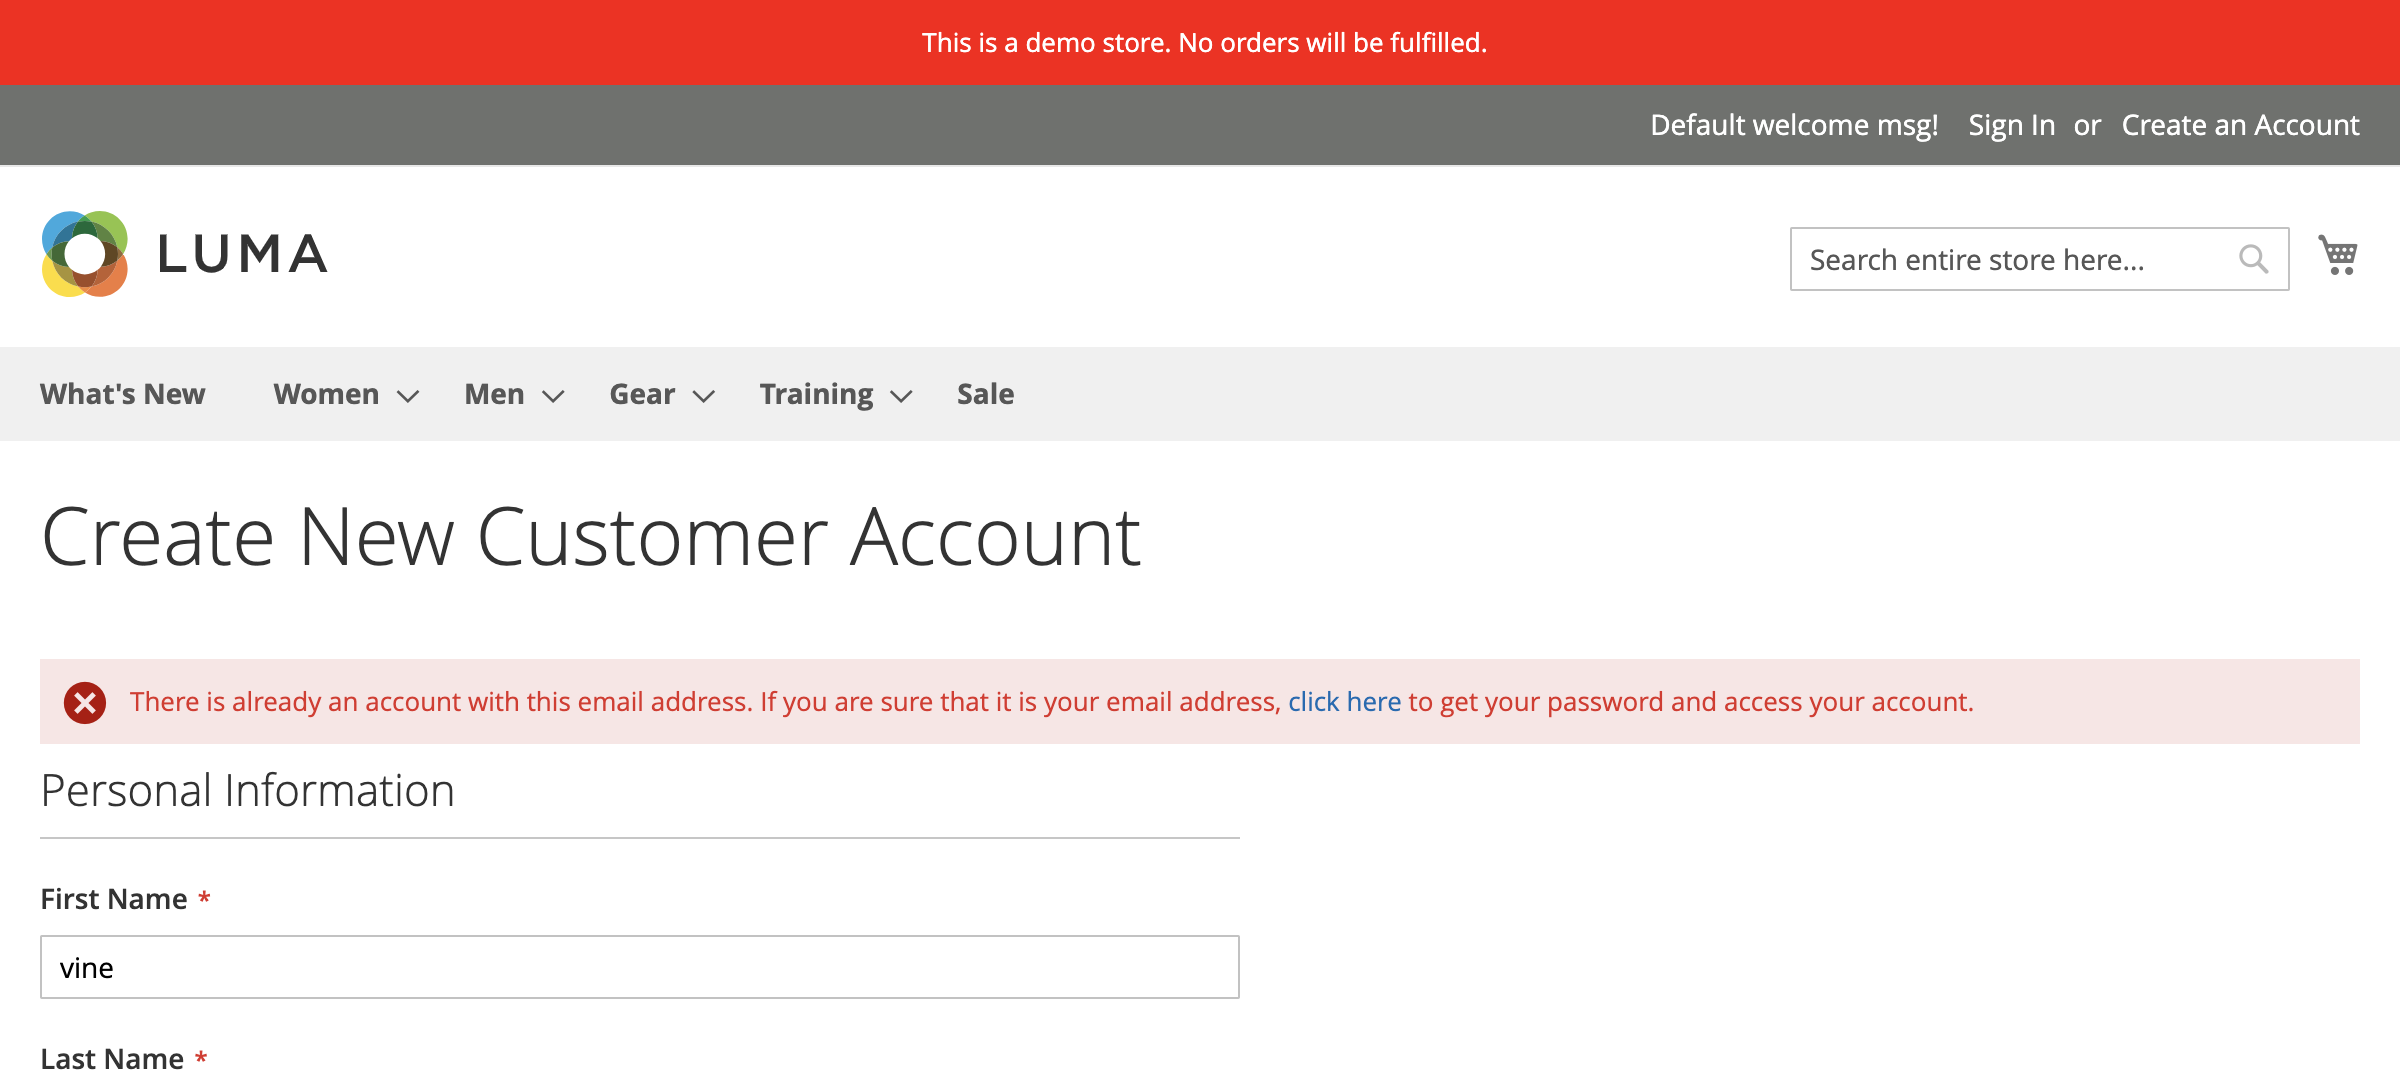 This is a demo store. No orders will be fulfilled.
Default welcome msg! Sign In or Create an Account
LUMA
Search entire store here...
What's New Women Men Gear Training Sale
Create New Customer Account
There is already an account with this email address. If you are sure that it is your email address, click here to get your password and access your account.
Personal Information
First Name *
vine
Last Name *